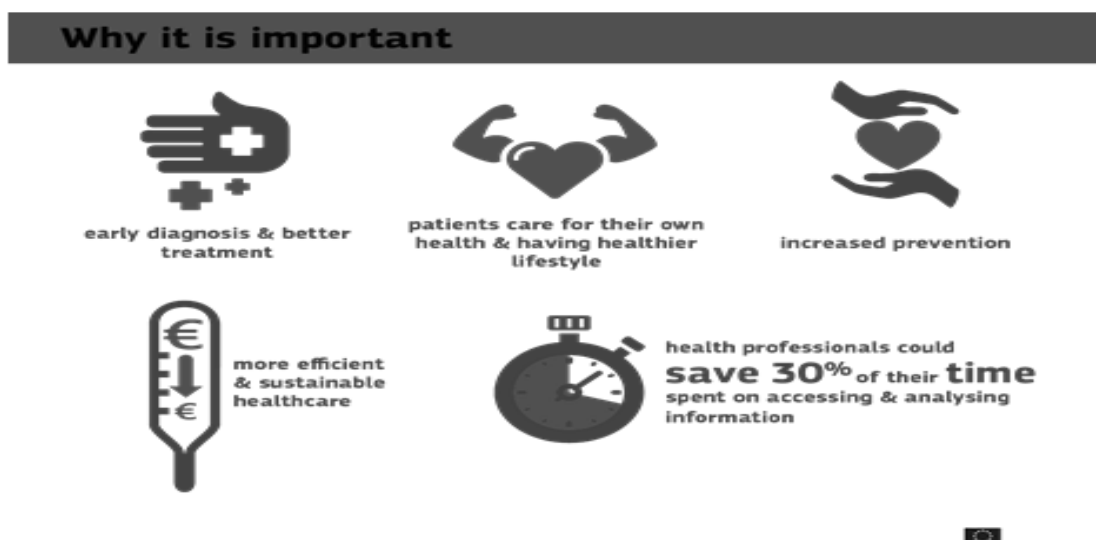 Why it is important
early diagnosis & better
treatment
patients care for their own
health & having healthier
lifestyle
increased prevention
€
€
more efficient
& sustainable
healthcare
health professionals could
save 30% of their time
spent on accessing & analysing
information